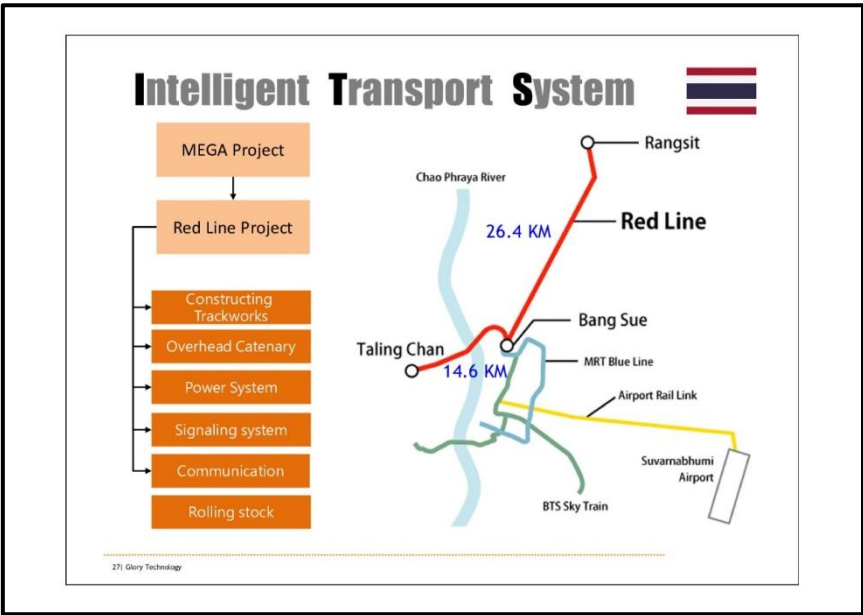 Intelligent Transport System
MEGA Project
Red Line Project
Constructing
Trackworks
Overhead Catenary
Power System
Signaling system
Communication
Rolling stock
Rangsit
Chao Phraya River
Red Line
26.4 KM
Bang Sue
Taling Chan
MRT Blue Line
14.6 KM
Airport Rail Link
Suvarnabhumi
Airport
BTS Sky Train
27| Glory Technology